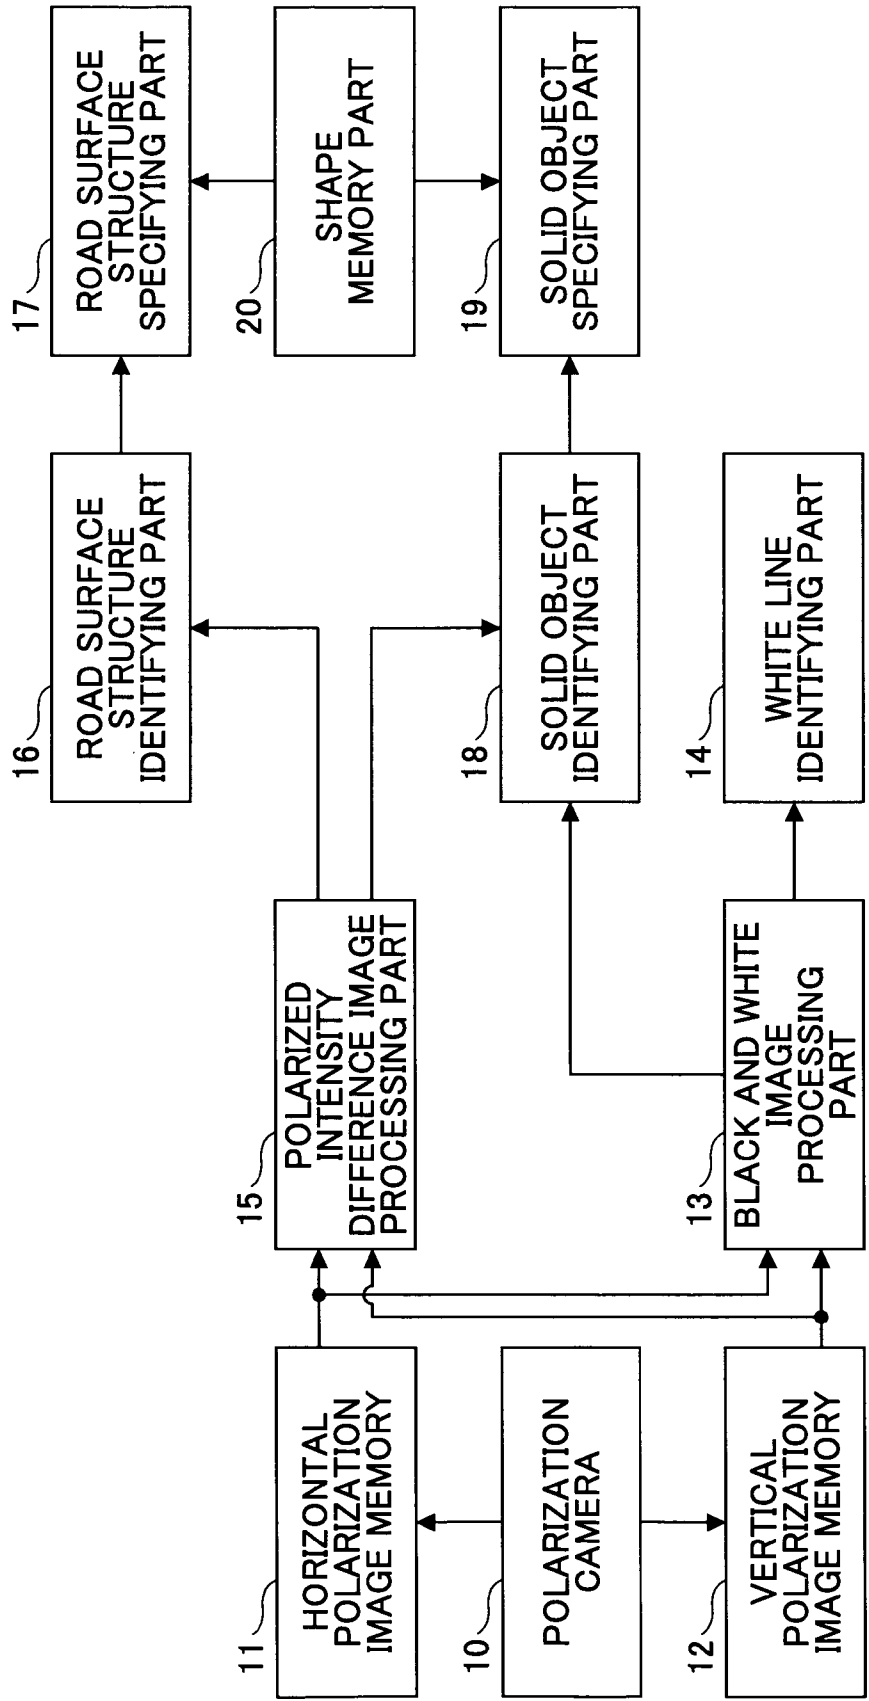 11
HORIZONTAL
POLARIZATION
IMAGE MEMORY
10
POLARIZATION
CAMERA
12
VERTICAL
POLARIZATION
IMAGE MEMORY
15
POLARIZED
INTENSITY
DIFFERENCE IMAGE
PROCESSING PART
13
BLACK AND WHITE
IMAGE
PROCESSING
PART
16
ROAD SURFACE
STRUCTURE
IDENTIFYING PART
18
SOLID OBJECT
IDENTIFYING PART
14
WHITE LINE
IDENTIFYING PART
17
ROAD SURFACE
STRUCTURE
SPECIFYING PART
20
SHAPE
MEMORY PART
19
SOLID OBJECT
SPECIFYING PART